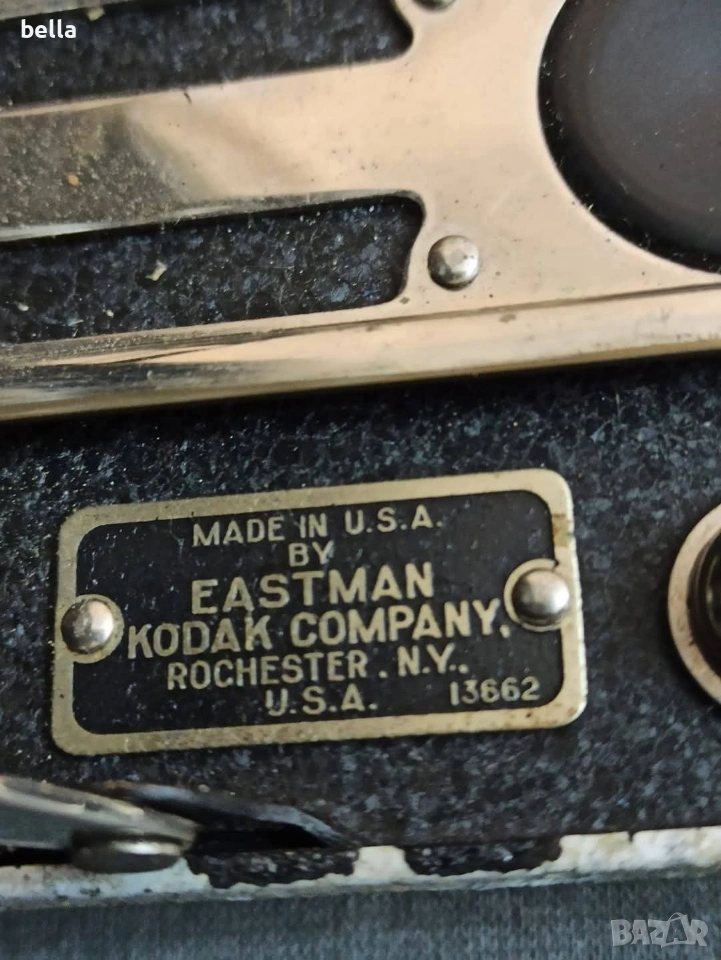 bella
MADE IN U.S.A.
BY
EASTMAN
KODAK COMPANY.
ROCHESTER . N.Y.
U.S.A. 13662
BAZAR